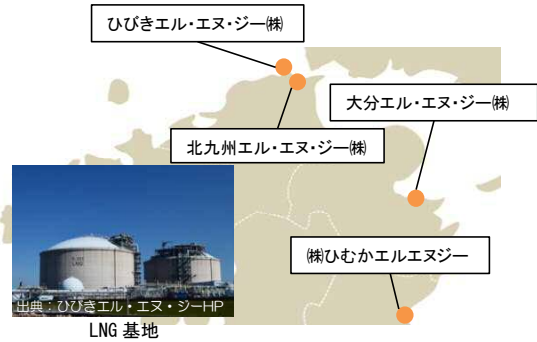 ひびきエル・エヌ・ジー㈱
大分エル・エヌ・ジー㈱
北九州エル・エヌ・ジー㈱
㈱ひむかエルエヌジー
出典：ひびきエル・エヌ・ジーHP
LNG 基地